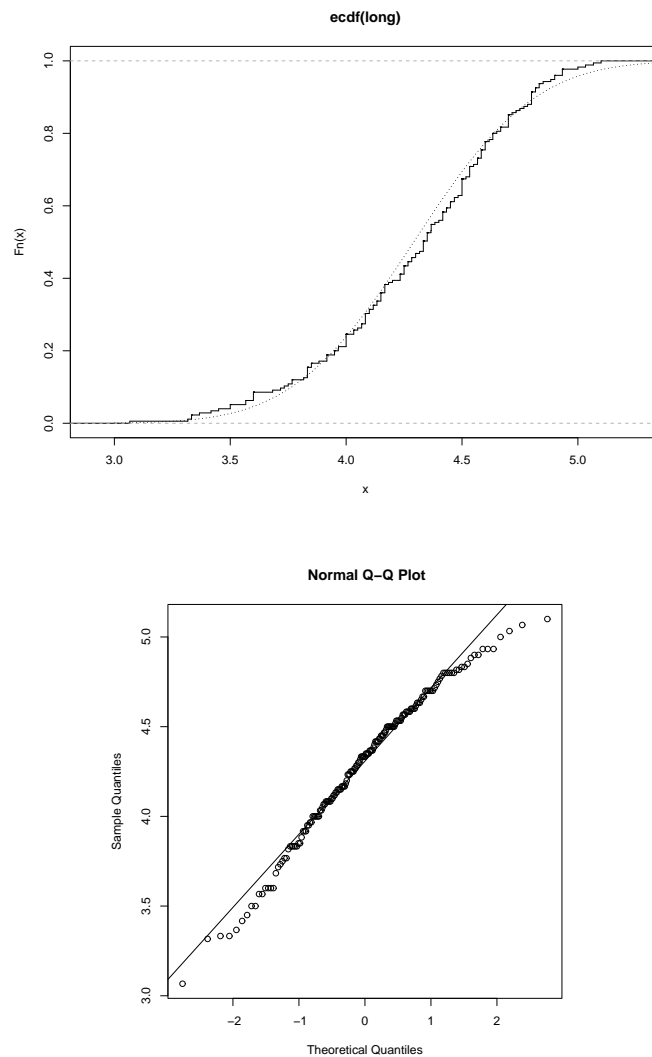 ecdf(long)
Fn(x)
1.0
0.8
0.6
0.4
0.2
0.0
3.0 3.5 4.0 4.5 5.0
x
Normal Q−Q Plot
Sample Quantiles
5.0
4.5
4.0
3.5
3.0
−2 −1 0 1 2
Theoretical Quantiles